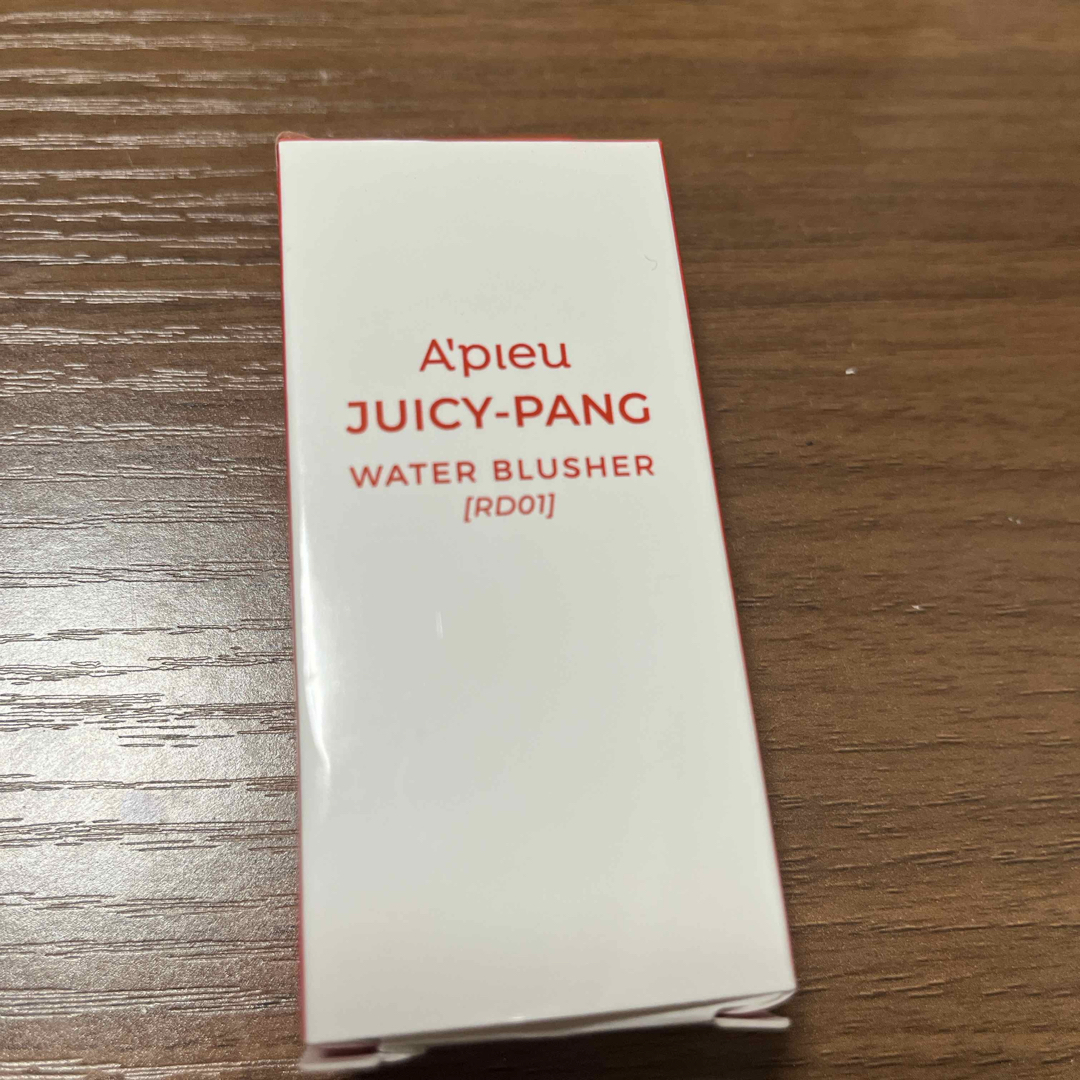 A'pieu
JUICY-PANG
WATER BLUSHER
[RD01]